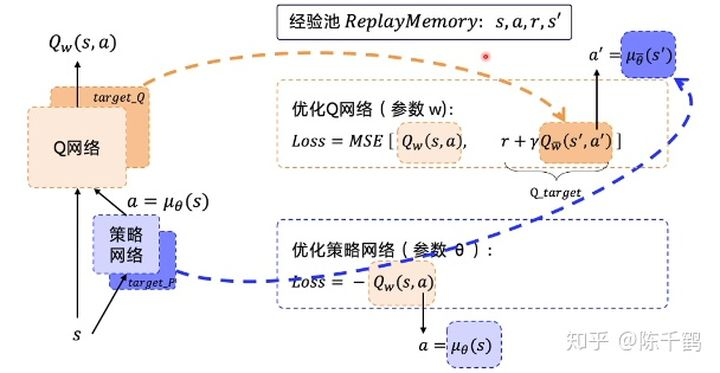 经验池 ReplayMemory: s, a, r, s′
Q_w(s, a)
target_Q
Q网络
a = μ_θ(s)
策略
网络
target_P
s
a′ = μ_θ̅(s′)
优化Q网络（参数 w):
Loss = MSE [ Q_w(s, a), r + γQ_w̅(s′, a′) ]
Q_target
优化策略网络（参数 θ ）:
Loss = − Q_w(s, a)
a = μ_θ(s)
知乎 @陈千鹤